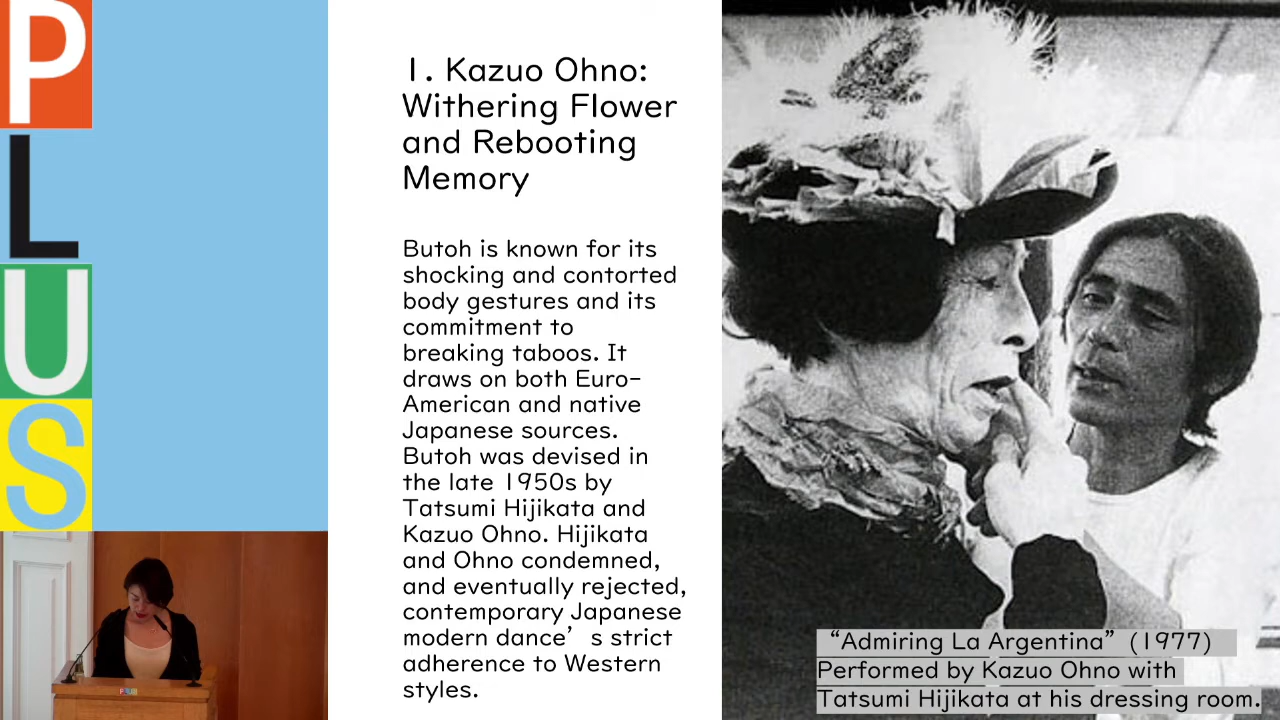 P
L
U
S
1. Kazuo Ohno:
Withering Flower
and Rebooting
Memory
Butoh is known for its
shocking and contorted
body gestures and its
commitment to
breaking taboos. It
draws on both Euro-
American and native
Japanese sources.
Butoh was devised in
the late 1950s by
Tatsumi Hijikata and
Kazuo Ohno. Hijikata
and Ohno condemned,
and eventually rejected,
contemporary Japanese
modern dance’s strict
adherence to Western
styles.
“Admiring La Argentina” (1977)
Performed by Kazuo Ohno with
Tatsumi Hijikata at his dressing room.
PLUS